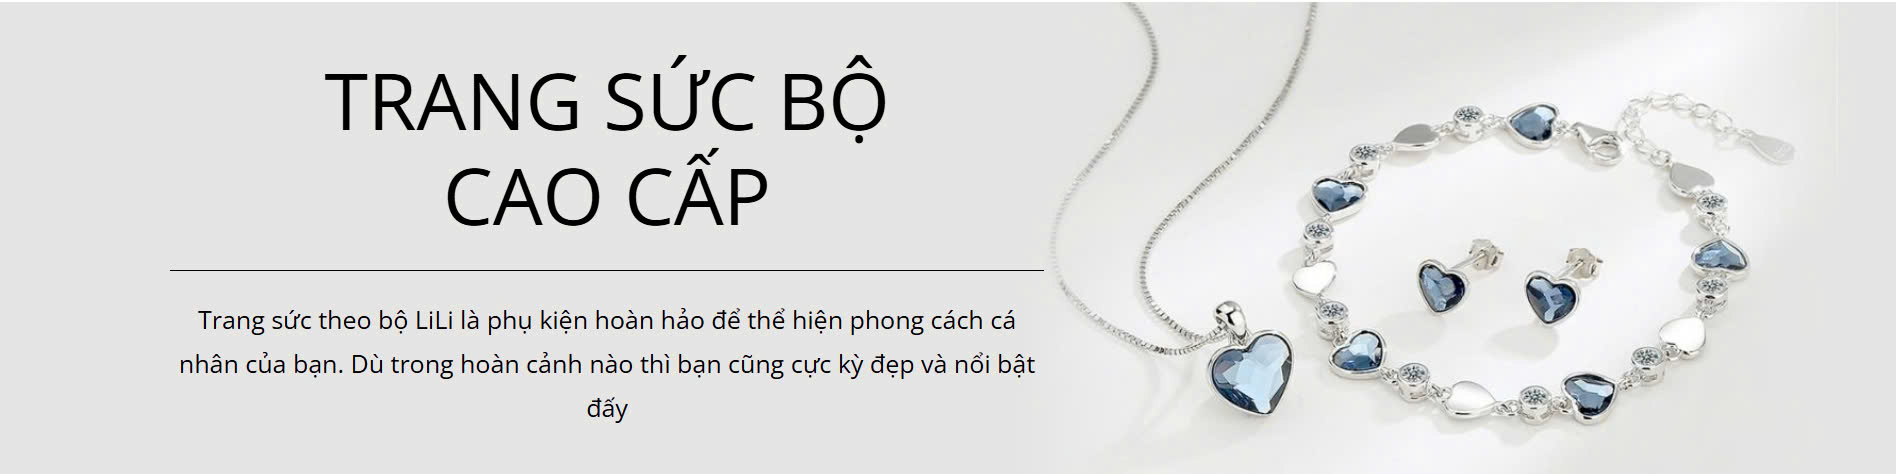 TRANG SỨC BỘ
CAO CẤP
Trang sức theo bộ LiLi là phụ kiện hoàn hảo để thể hiện phong cách cá
nhân của bạn. Dù trong hoàn cảnh nào thì bạn cũng cực kỳ đẹp và nổi bật
đấy